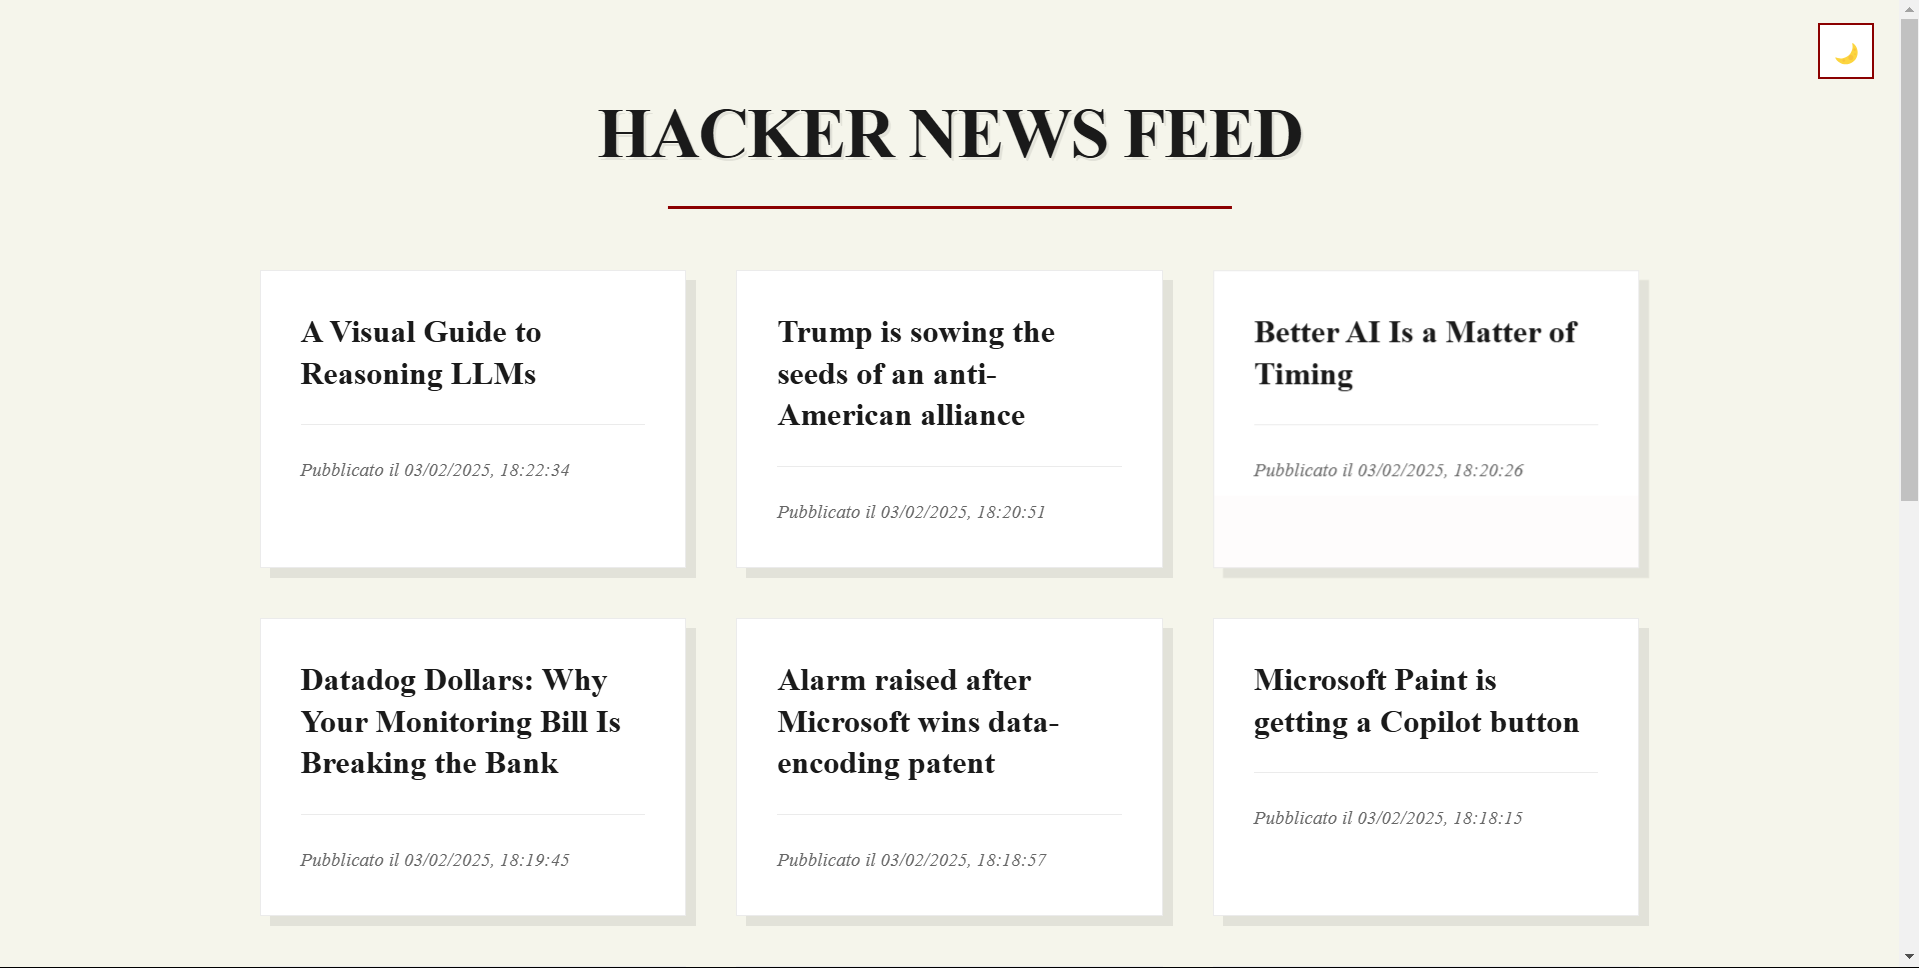 HACKER NEWS FEED
A Visual Guide to
Reasoning LLMs
Pubblicato il 03/02/2025, 18:22:34
Trump is sowing the
seeds of an anti-
American alliance
Pubblicato il 03/02/2025, 18:20:51
Better AI Is a Matter of
Timing
Pubblicato il 03/02/2025, 18:20:26
Datadog Dollars: Why
Your Monitoring Bill Is
Breaking the Bank
Pubblicato il 03/02/2025, 18:19:45
Alarm raised after
Microsoft wins data-
encoding patent
Pubblicato il 03/02/2025, 18:18:57
Microsoft Paint is
getting a Copilot button
Pubblicato il 03/02/2025, 18:18:15